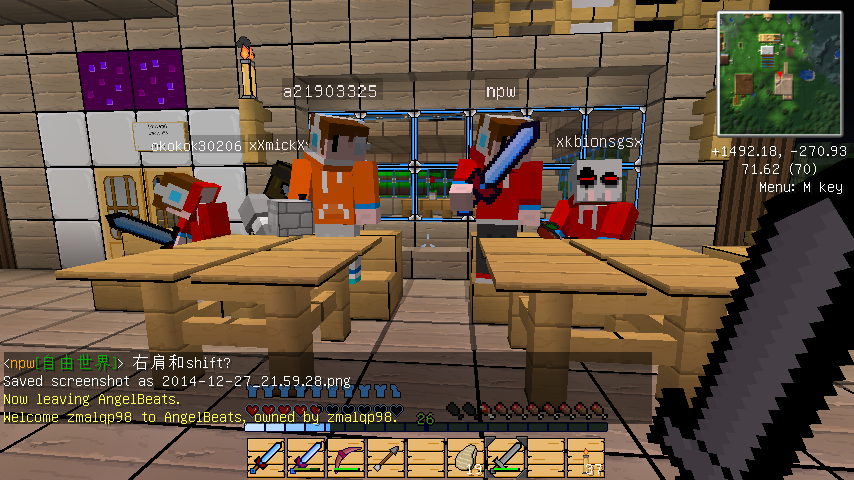 a21903325
npw
okokok30206 xXmickX
xkbionsgsx
+1492.18, -270.93
71.62 (70)
Menu: M key
<npw[自由世界]> 右肩和shift?
Saved screenshot as 2014-12-27_21.59.28.png
Now leaving AngelBeats.
Welcome zmalqp98 to AngelBeats, owned by zmalqp98.
26
19
37